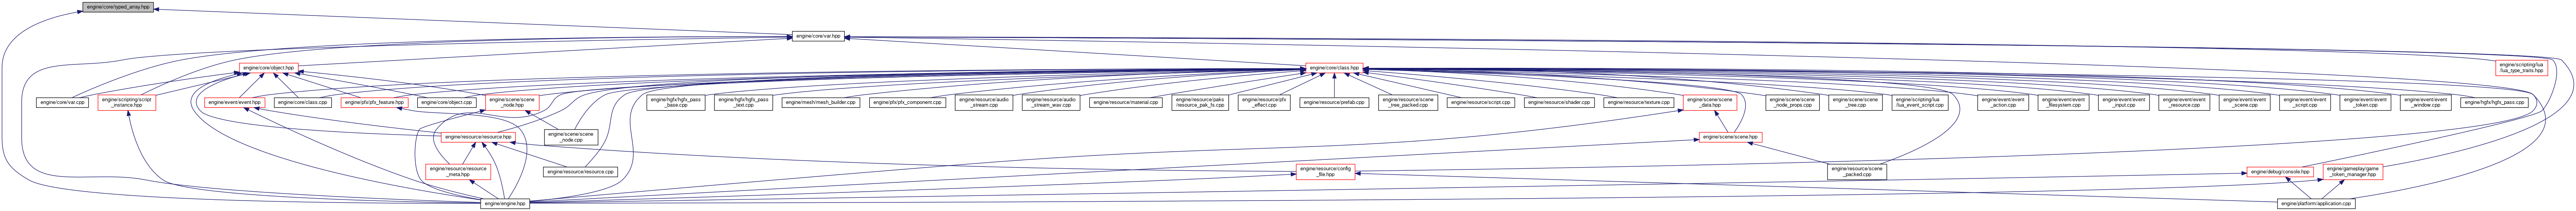 engine/core/typed_array.hpp
engine/core/var.hpp
engine/core/object.hpp
engine/core/class.hpp
engine/scripting/lua
/lua_type_traits.hpp
engine/core/var.cpp
engine/scripting/script
_instance.hpp
engine/event/event.hpp
engine/core/class.cpp
engine/pfx/pfx_feature.hpp
engine/core/object.cpp
engine/scene/scene
_node.hpp
engine/hgfx/hgfx_pass
_base.cpp
engine/hgfx/hgfx_pass
_text.cpp
engine/mesh/mesh_builder.cpp
engine/pfx/pfx_component.cpp
engine/resource/audio
_stream.cpp
engine/resource/audio
_stream_wav.cpp
engine/resource/material.cpp
engine/resource/paks
/resource_pak_fs.cpp
engine/resource/pfx
_effect.cpp
engine/resource/prefab.cpp
engine/resource/scene
_tree_packed.cpp
engine/resource/script.cpp
engine/resource/shader.cpp
engine/resource/texture.cpp
engine/scene/scene
_data.hpp
engine/scene/scene
_node_props.cpp
engine/scene/scene
_tree.cpp
engine/scripting/lua
/lua_event_script.cpp
engine/event/event
_action.cpp
engine/event/event
_filesystem.cpp
engine/event/event
_input.cpp
engine/event/event
_resource.cpp
engine/event/event
_scene.cpp
engine/event/event
_script.cpp
engine/event/event
_token.cpp
engine/event/event
_window.cpp
engine/hgfx/hgfx_pass.cpp
engine/resource/resource.hpp
engine/scene/scene
_node.cpp
engine/scene/scene.hpp
engine/resource/resource
_meta.hpp
engine/resource/resource.cpp
engine/resource/config
_file.hpp
engine/resource/scene
_packed.cpp
engine/debug/console.hpp
engine/gameplay/game
_token_manager.hpp
engine/engine.hpp
engine/platform/application.cpp